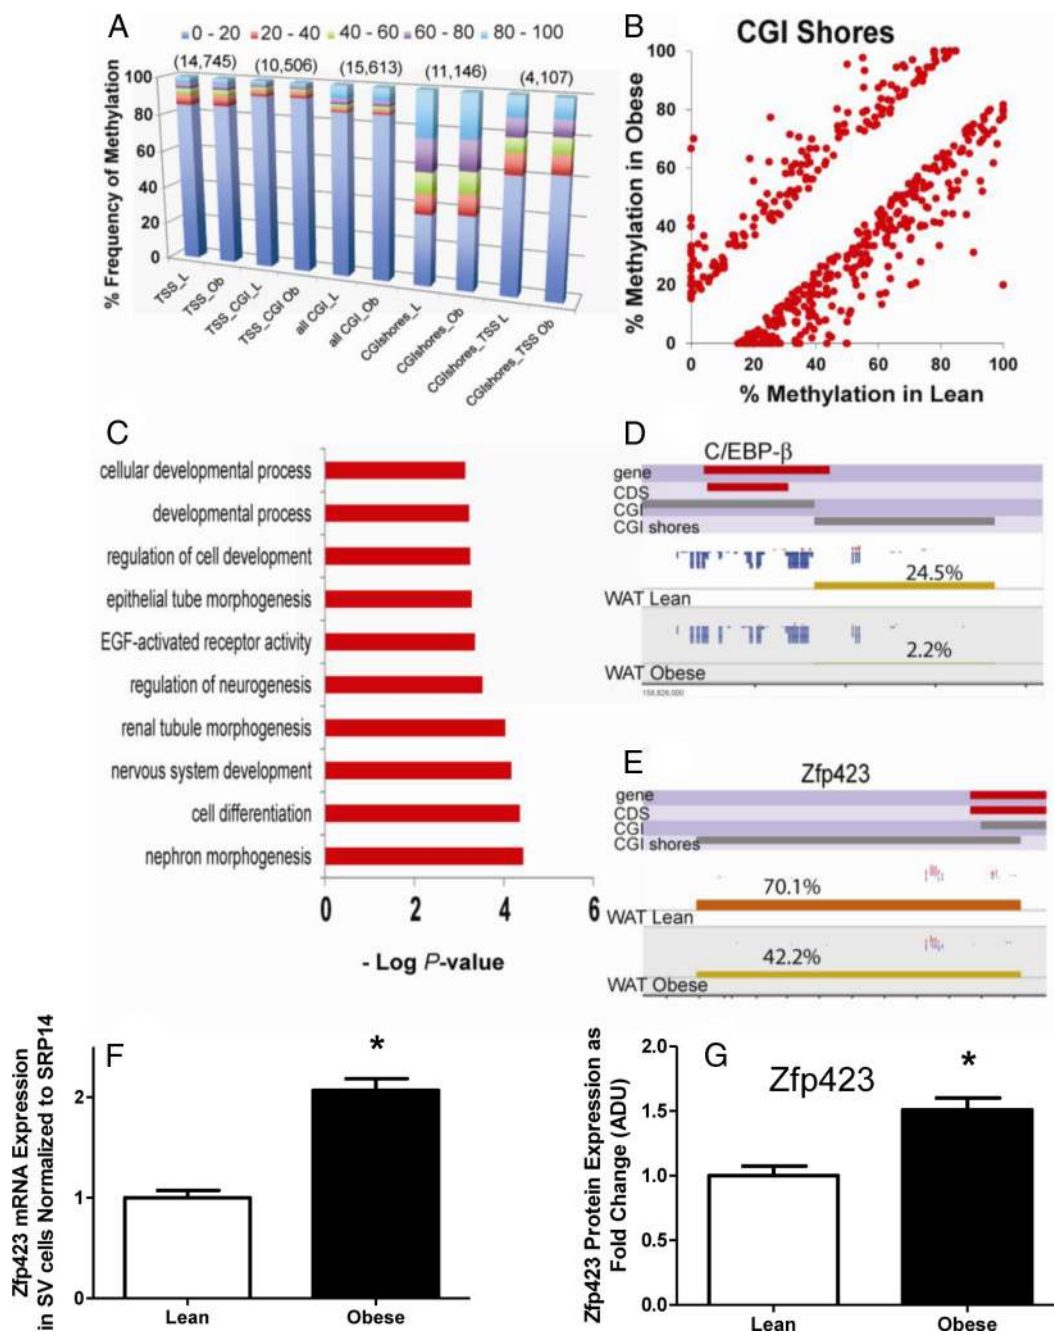 A
0 - 20 20 - 40 40 - 60 60 - 80 80 - 100
(14,745) (10,506) (15,613) (11,146) (4,107)
% Frequency of Methylation
100
80
60
40
20
0
TSS_L
TSS_Ob
TSS_CGI_L
TSS_CGI Ob
all CGI_L
all CGI_Ob
CGIshores_L
CGIshores_Ob
CGIshores_TSS L
CGIshores_TSS Ob
B
CGI Shores
% Methylation in Obese
100
80
60
40
20
0
0 20 40 60 80 100
% Methylation in Lean
C
cellular developmental process
developmental process
regulation of cell development
epithelial tube morphogenesis
EGF-activated receptor activity
regulation of neurogenesis
renal tubule morphogenesis
nervous system development
cell differentiation
nephron morphogenesis
0 2 4 6
- Log P-value
D
C/EBP-β
gene
CDS
CGI
CGI shores
24.5%
WAT Lean
2.2%
WAT Obese
158,826,000
E
Zfp423
gene
CDS
CGI
CGI shores
70.1%
WAT Lean
42.2%
WAT Obese
F
Zfp423 mRNA Expression
in SV cells Normalized to SRP14
2
1
0
*
Lean Obese
G
Zfp423
Zfp423 Protein Expression as
Fold Change (ADU)
2.0
1.5
1.0
0.5
0.0
*
Lean Obese